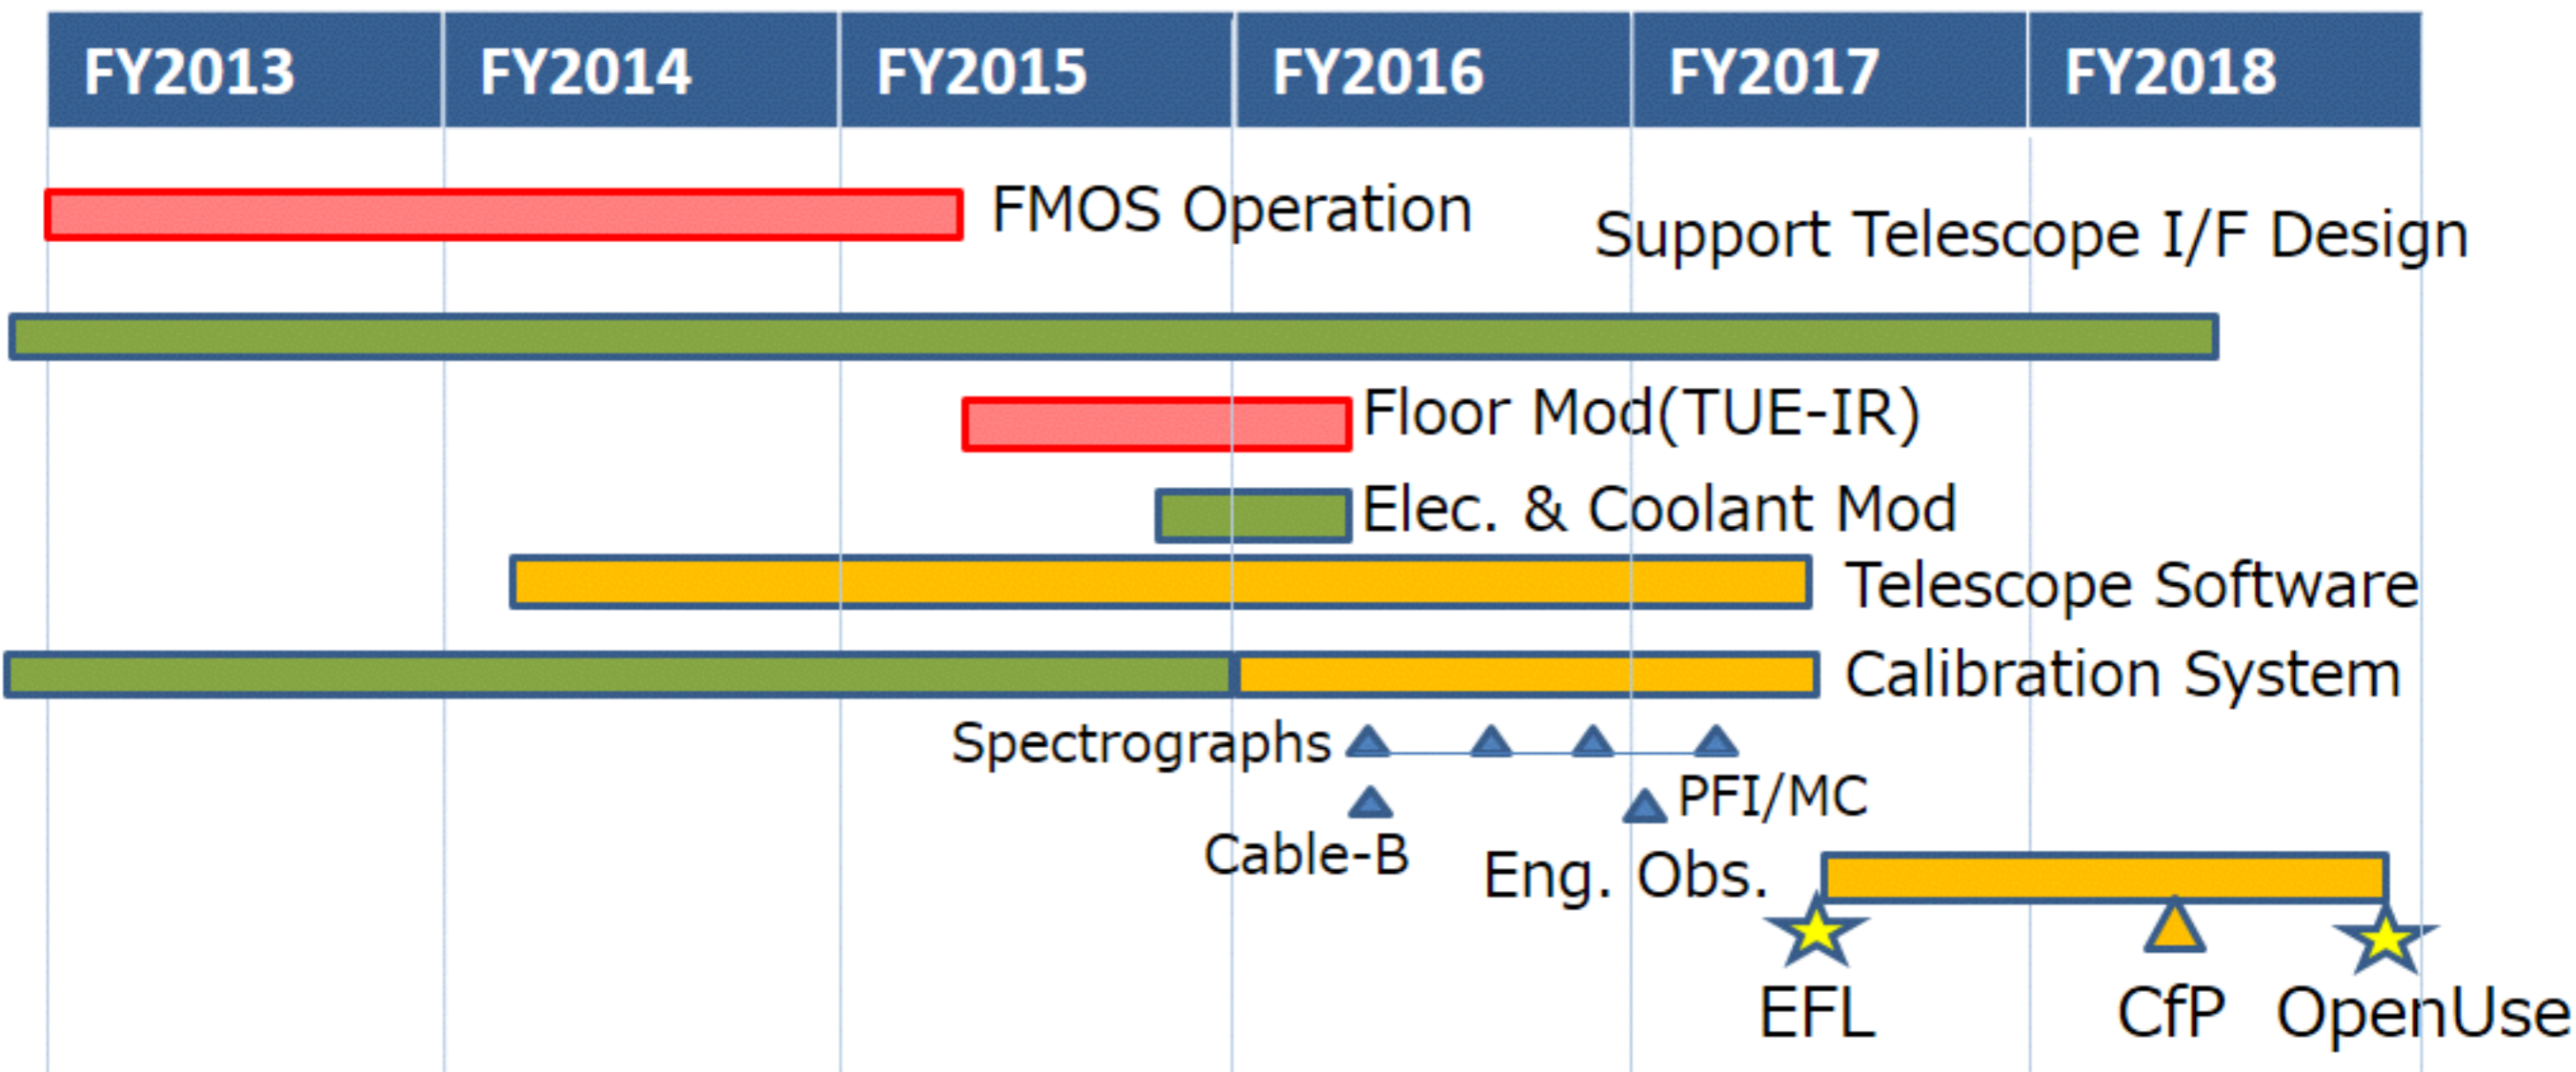 FY2013 FY2014 FY2015 FY2016 FY2017 FY2018
FMOS Operation
Support Telescope I/F Design
Floor Mod(TUE-IR)
Elec. & Coolant Mod
Telescope Software
Calibration System
Spectrographs
PFI/MC
Cable-B
Eng. Obs.
EFL CfP OpenUse